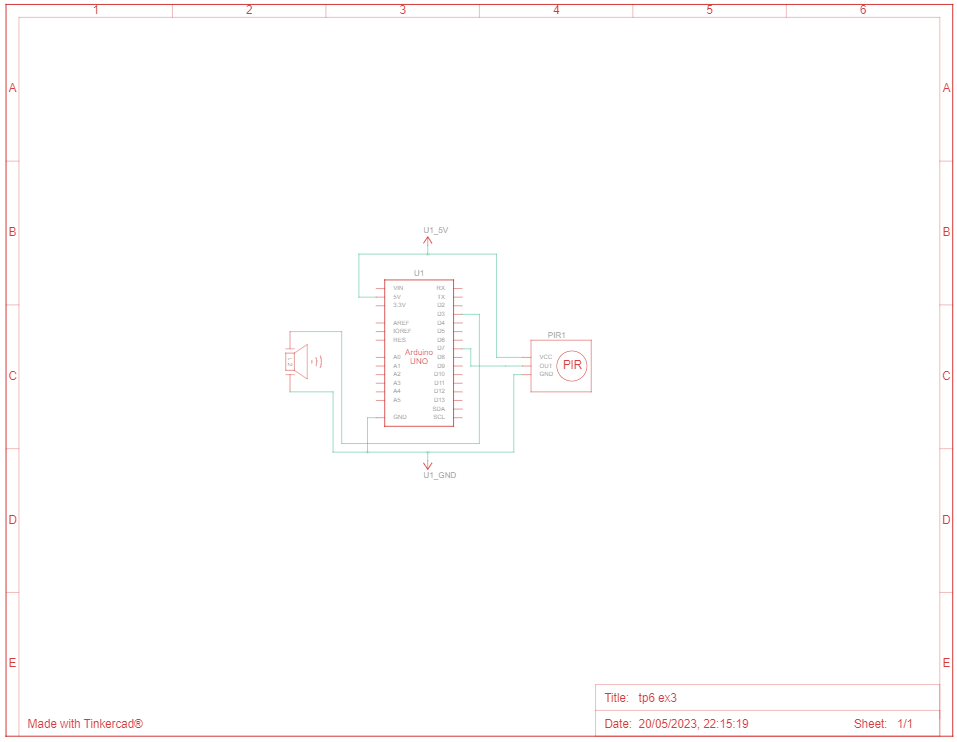 1 2 3 4 5 6
A A
B B
C C
D D
E E
U1_5V
U1
VIN RX
5V TX
3.3V D2
D3
AREF D4
IOREF D5
RES D6
D7
A0 D8
A1 D9
A2 D10
A3 D11
A4 D12
A5 D13
SDA
GND SCL
Arduino
UNO
PIR1
VCC
OUT
GND
PIR
1 2
U1_GND
Title: tp6 ex3
Date: 20/05/2023, 22:15:19 Sheet: 1/1
Made with Tinkercad®